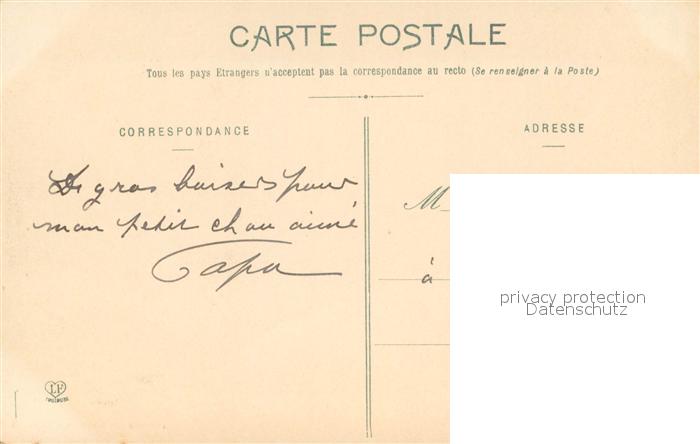 CARTE POSTALE
Tous les pays Etrangers n'acceptent pas la correspondance au recto (Se renseigner à la Poste)
CORRESPONDANCE
De gros baisers pour
mon petit chou aimé
Papa
ADRESSE
M
à
privacy protection
Datenschutz
LF